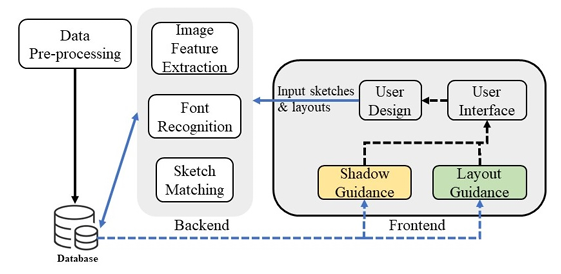 Data
Pre-processing
Image
Feature
Extraction
Font
Recognition
Sketch
Matching
Backend
Input sketches
& layouts
User
Design
User
Interface
Shadow
Guidance
Layout
Guidance
Frontend
Database